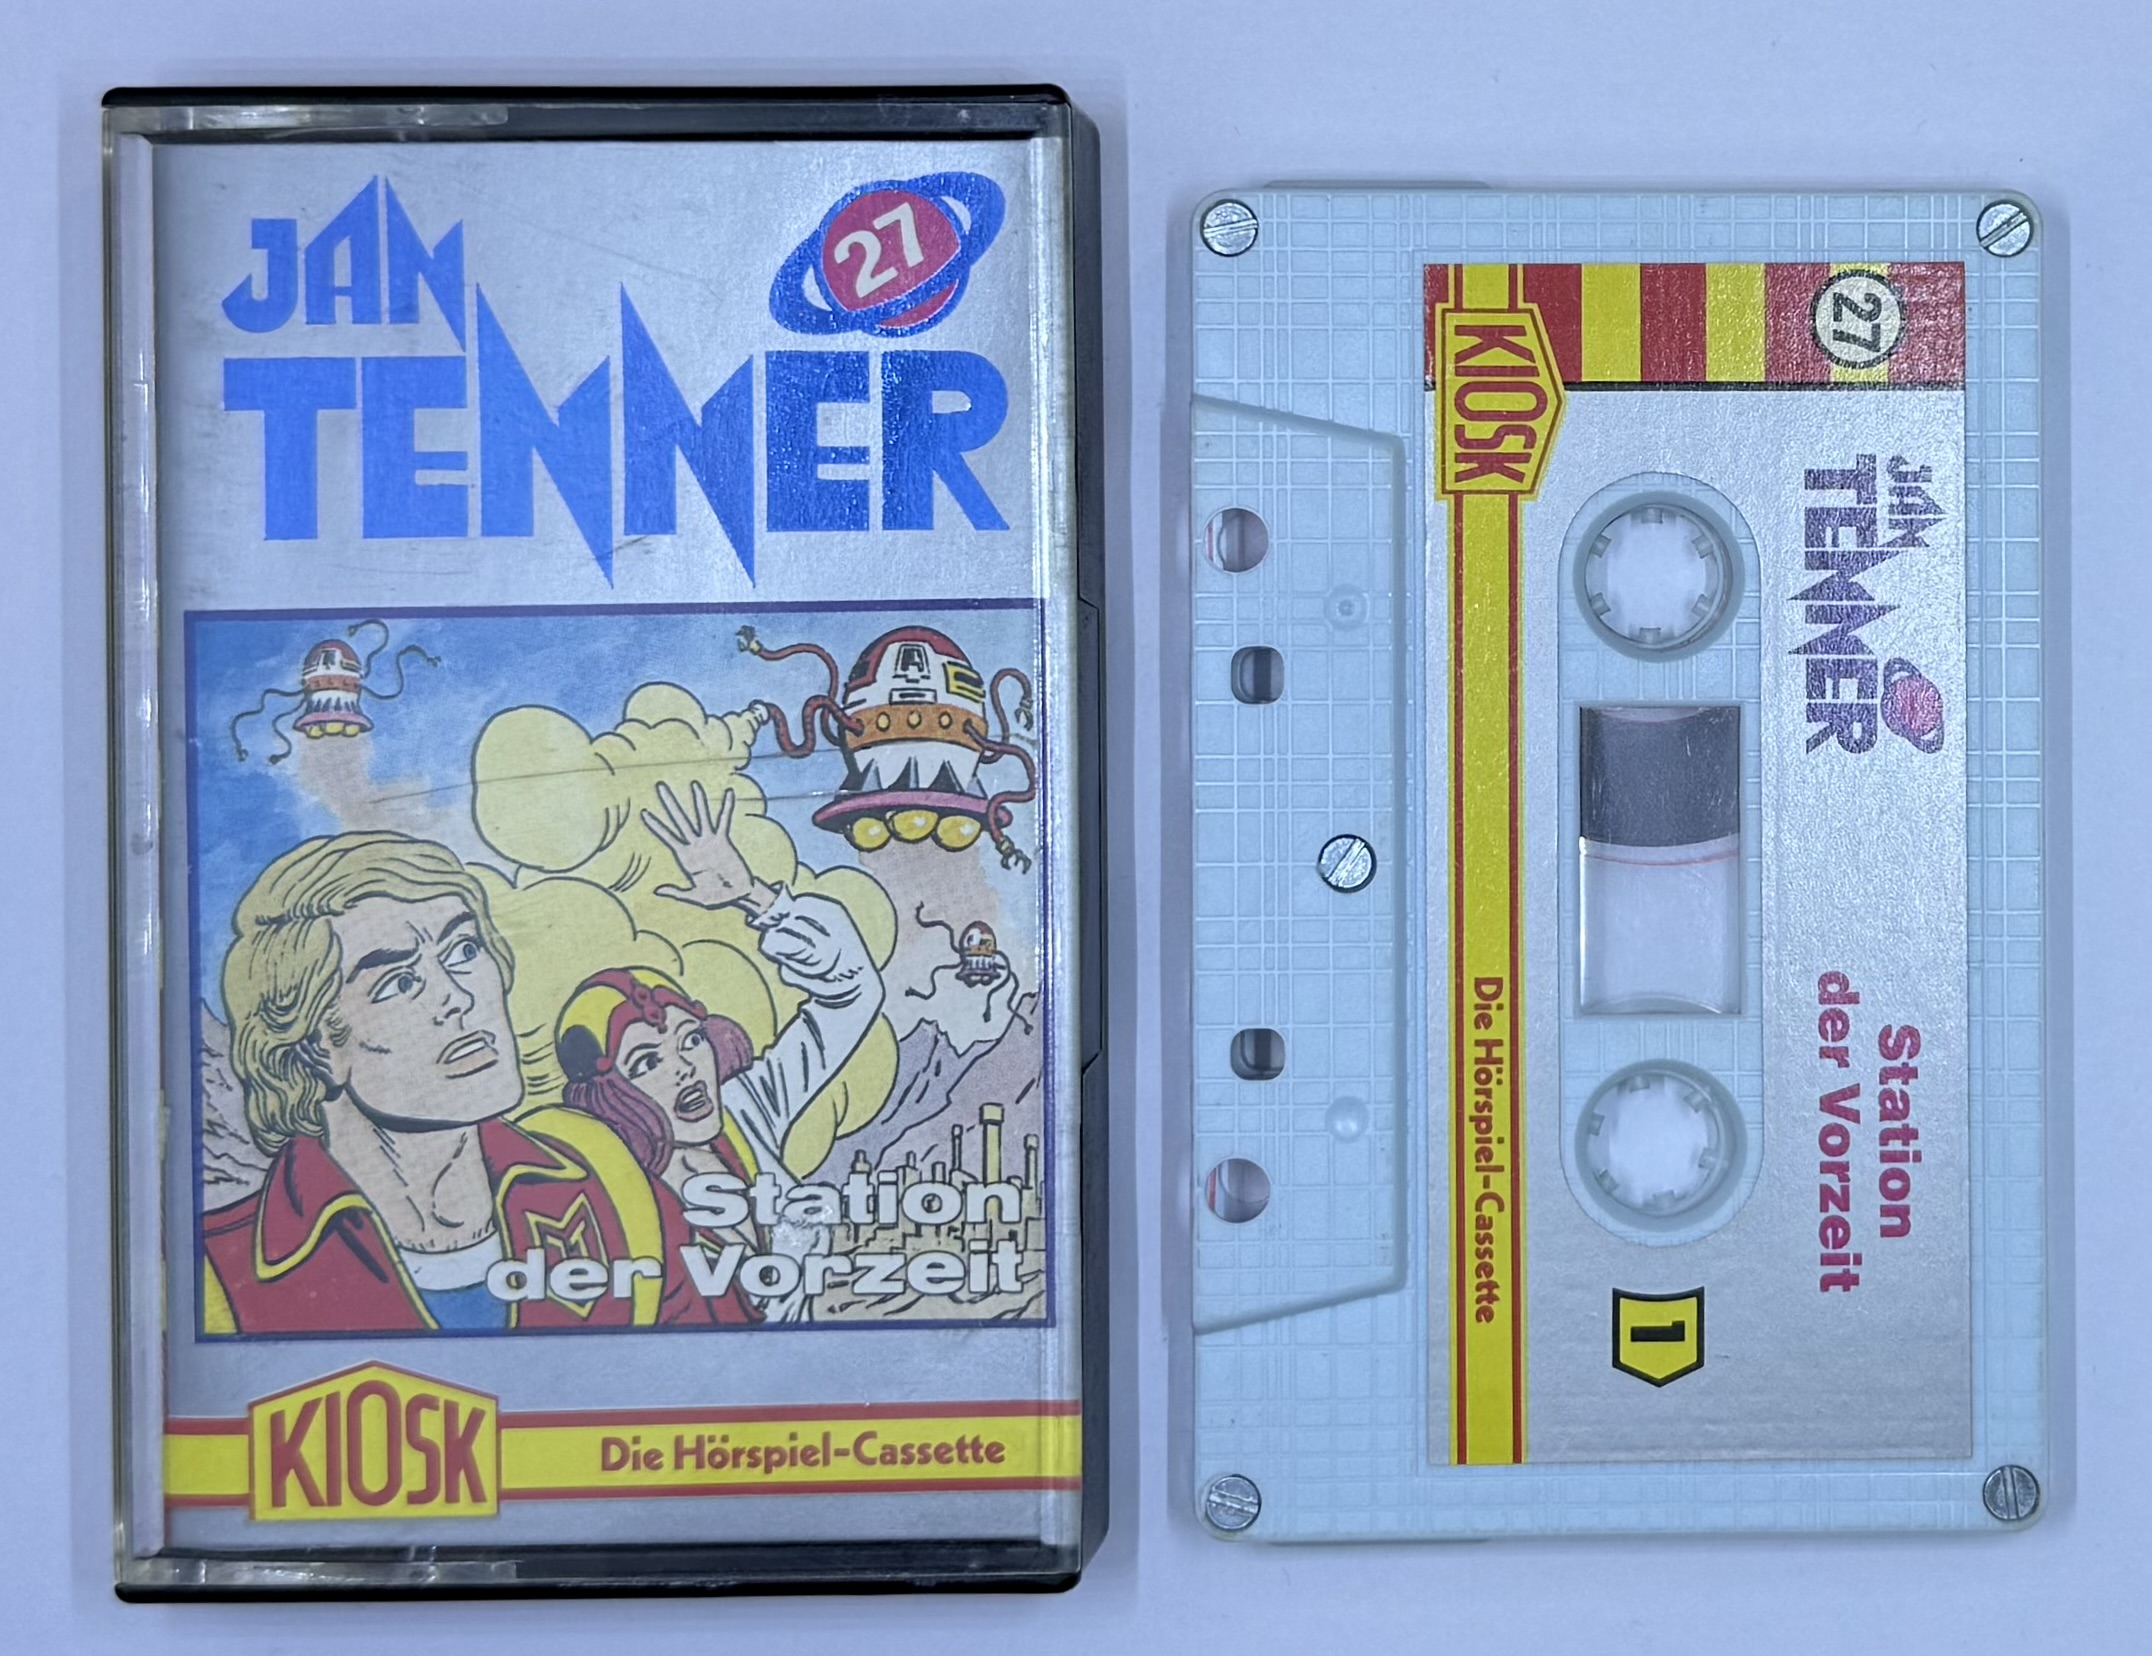 JAN
TENNER
27
Station
der Vorzeit
KIOSK
Die Hörspiel-Cassette
27
KIOSK
JAN
TENNER
Station
der Vorzeit
1
Die Hörspiel-Cassette